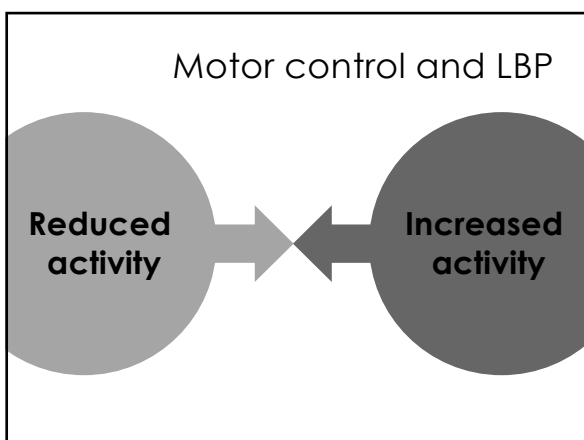 Motor control and LBP
Reduced
activity
Increased
activity